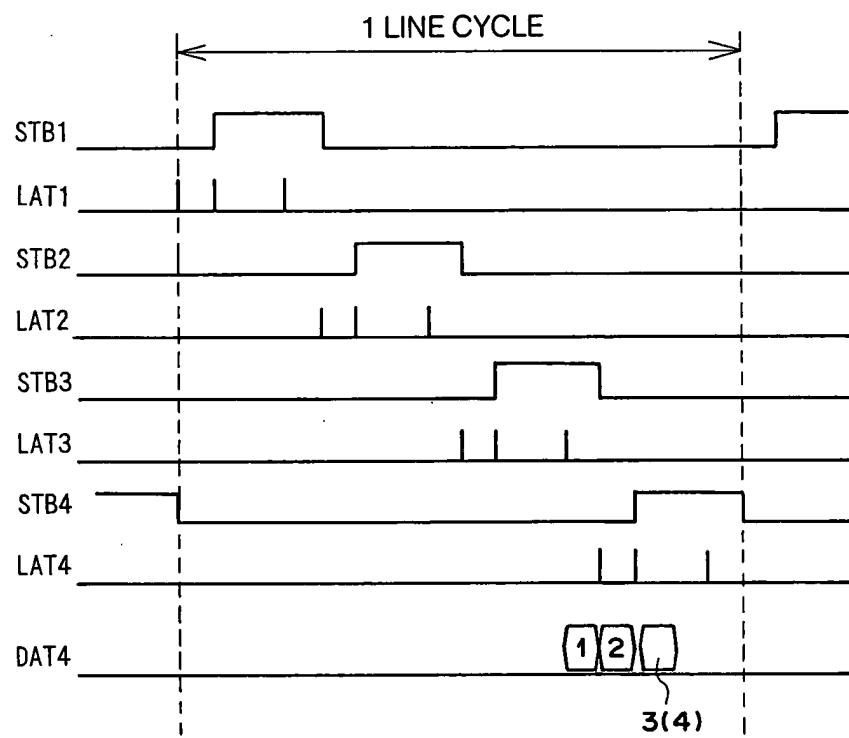 1 LINE CYCLE
STB1
LAT1
STB2
LAT2
STB3
LAT3
STB4
LAT4
DAT4 1 2
3(4)